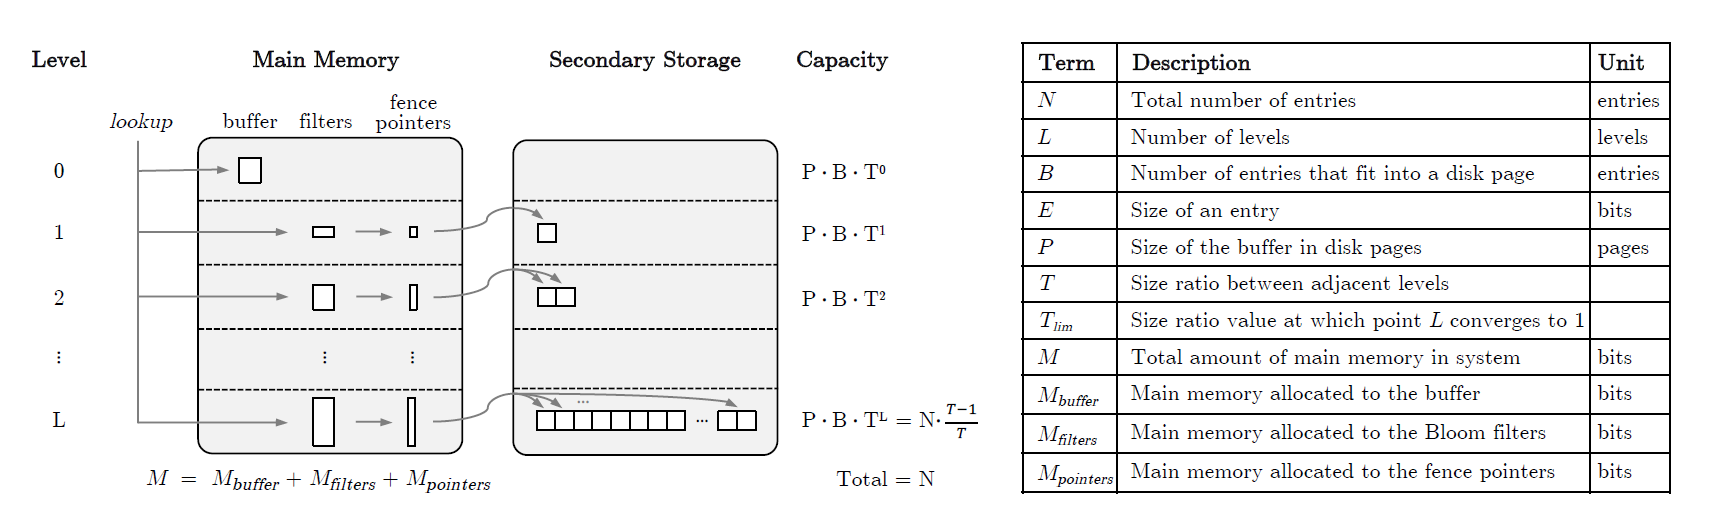 Level Main Memory Secondary Storage Capacity
lookup buffer filters fence pointers
0 P · B · T⁰
1 P · B · T¹
2 P · B · T²
⋮ ⋮ ⋮
L ... ... P · B · Tᴸ = N · (T−1)/T
M = M_buffer + M_filters + M_pointers Total = N
Term Description Unit
N Total number of entries entries
L Number of levels levels
B Number of entries that fit into a disk page entries
E Size of an entry bits
P Size of the buffer in disk pages pages
T Size ratio between adjacent levels
T_lim Size ratio value at which point L converges to 1
M Total amount of main memory in system bits
M_buffer Main memory allocated to the buffer bits
M_filters Main memory allocated to the Bloom filters bits
M_pointers Main memory allocated to the fence pointers bits